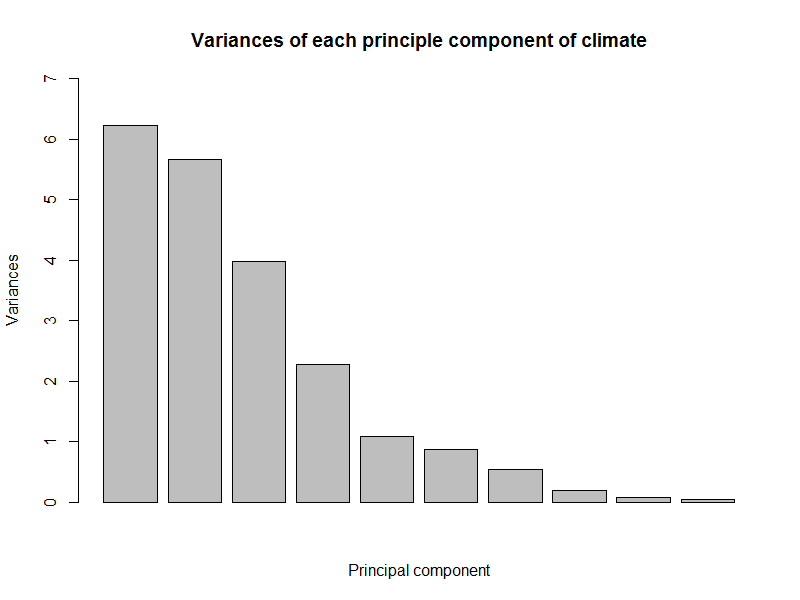 Variances of each principle component of climate
7
6
5
4
3
2
1
0
Variances
Principal component